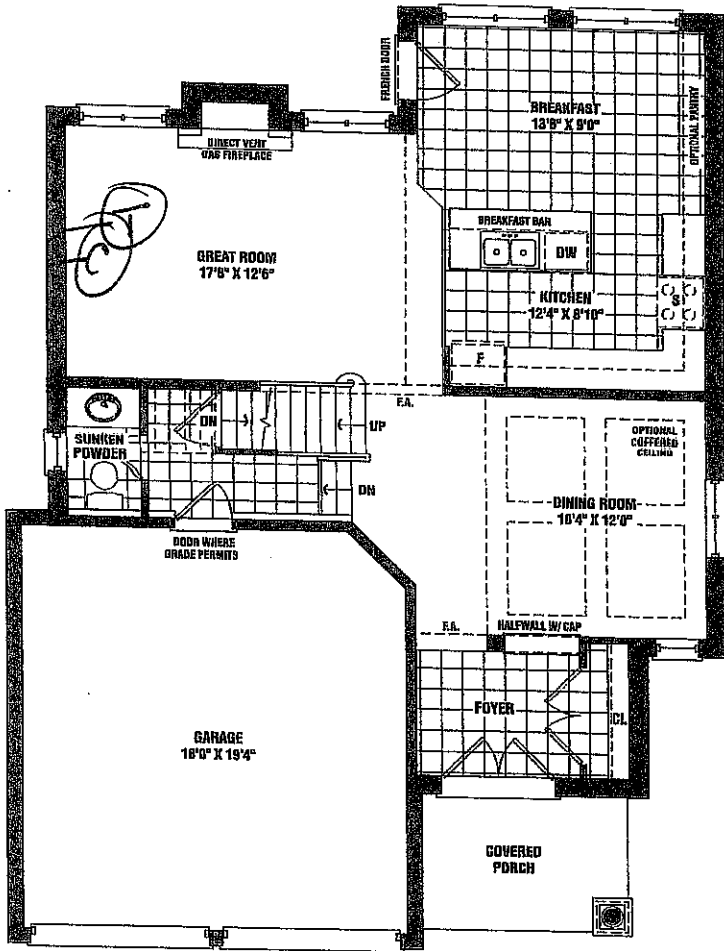 FRENCH DOOR
BREAKFAST
13'8" X 9'0"
OPTIONAL PANTRY
DIRECT VENT
GAS FIREPLACE
BREAKFAST BAR
DW
GREAT ROOM
17'6" X 12'6"
KITCHEN
12'4" X 8'10"
S
F
F.A.
DN
UP
SUNKEN
POWDER
DN
OPTIONAL
COFFERED
CEILING
DINING ROOM
10'4" X 12'0"
DOOR WHERE
GRADE PERMITS
F.A.
HALFWALL W/ CAP
FOYER
CL.
GARAGE
18'0" X 19'4"
COVERED
PORCH